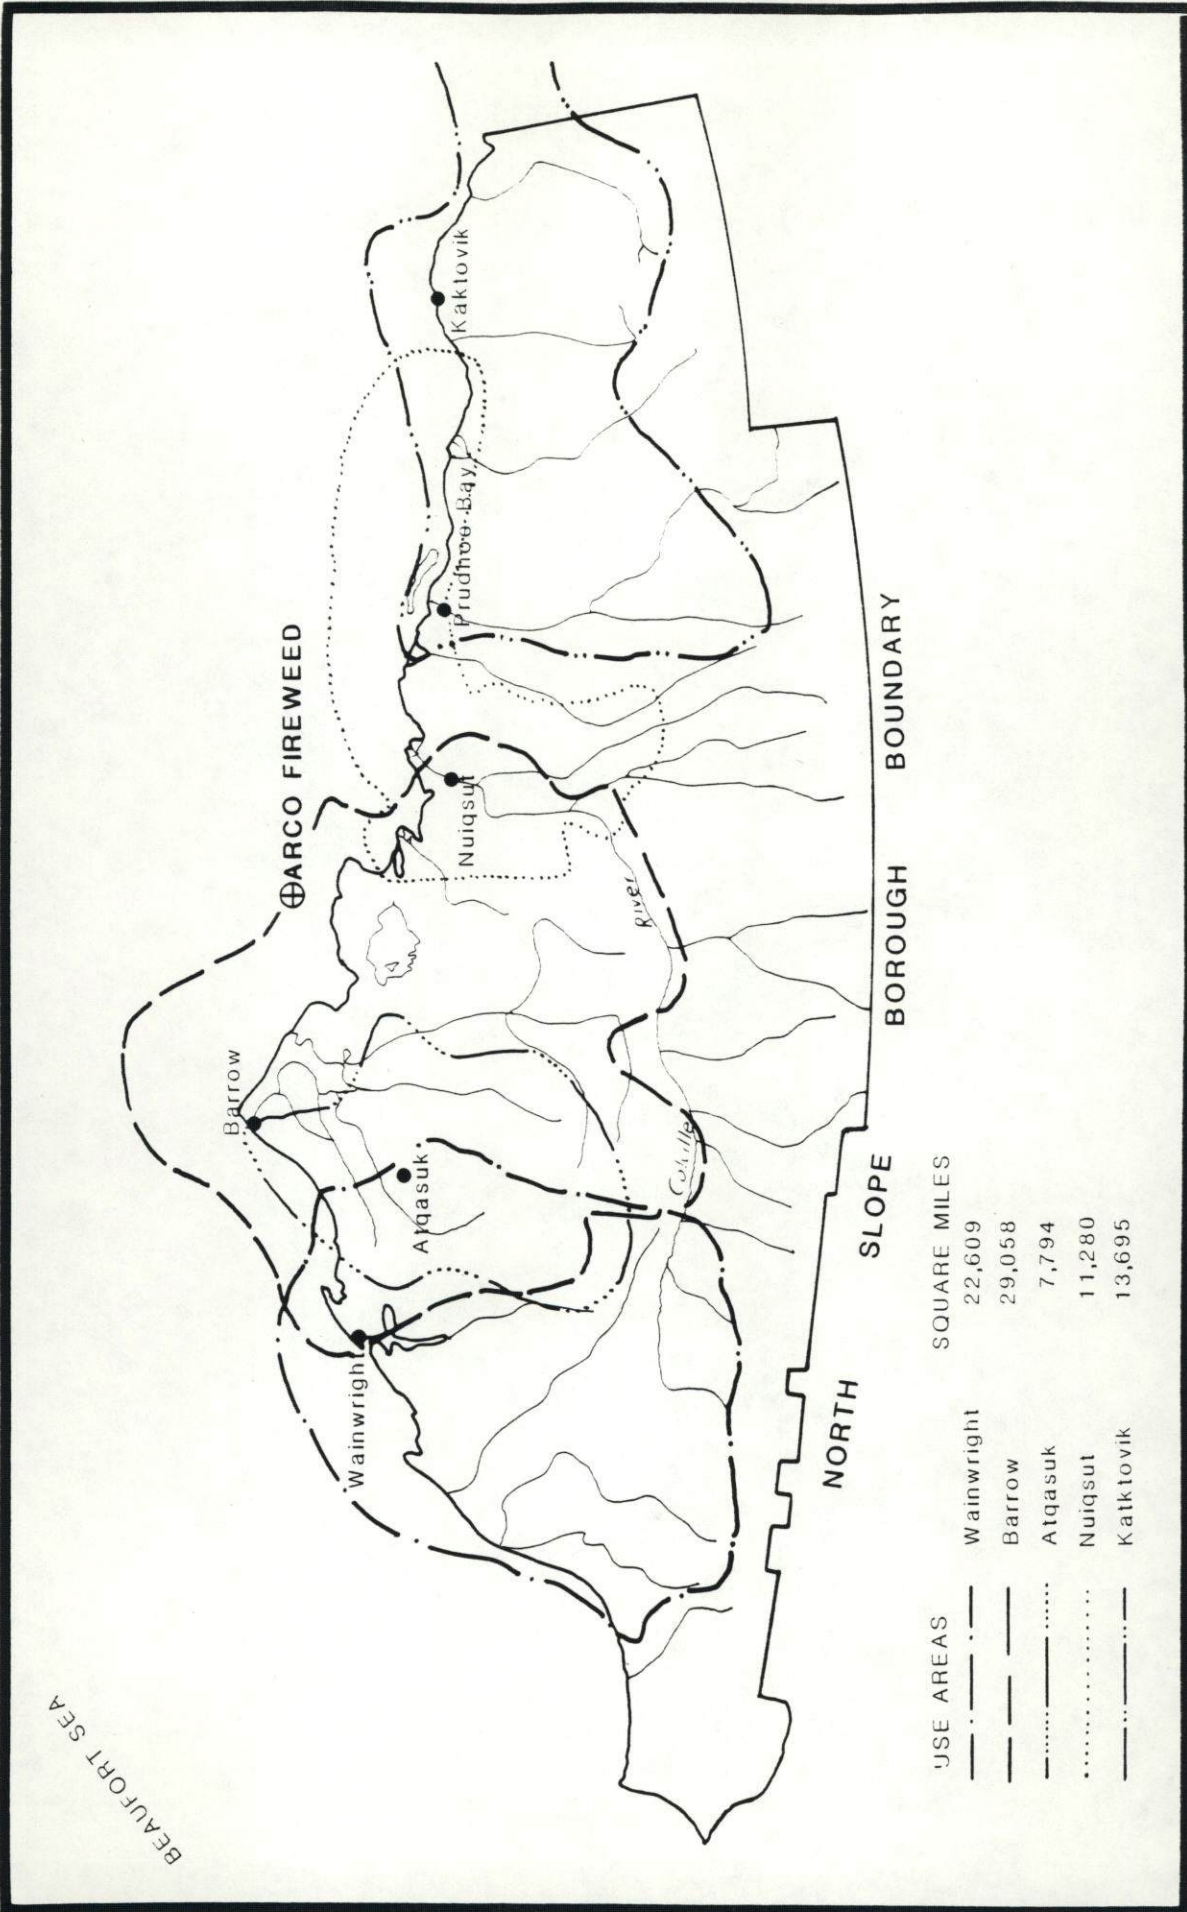 BEAUFORT SEA
Barrow
ARCO FIREWEED
Wainwright
Atqasuk
Nuiqsut
Prudhoe Bay
Kaktovik
Colville
River
NORTH SLOPE BOROUGH BOUNDARY
USE AREAS SQUARE MILES
Wainwright 22,609
Barrow 29,058
Atqasuk 7,794
Nuiqsut 11,280
Katktovik 13,695